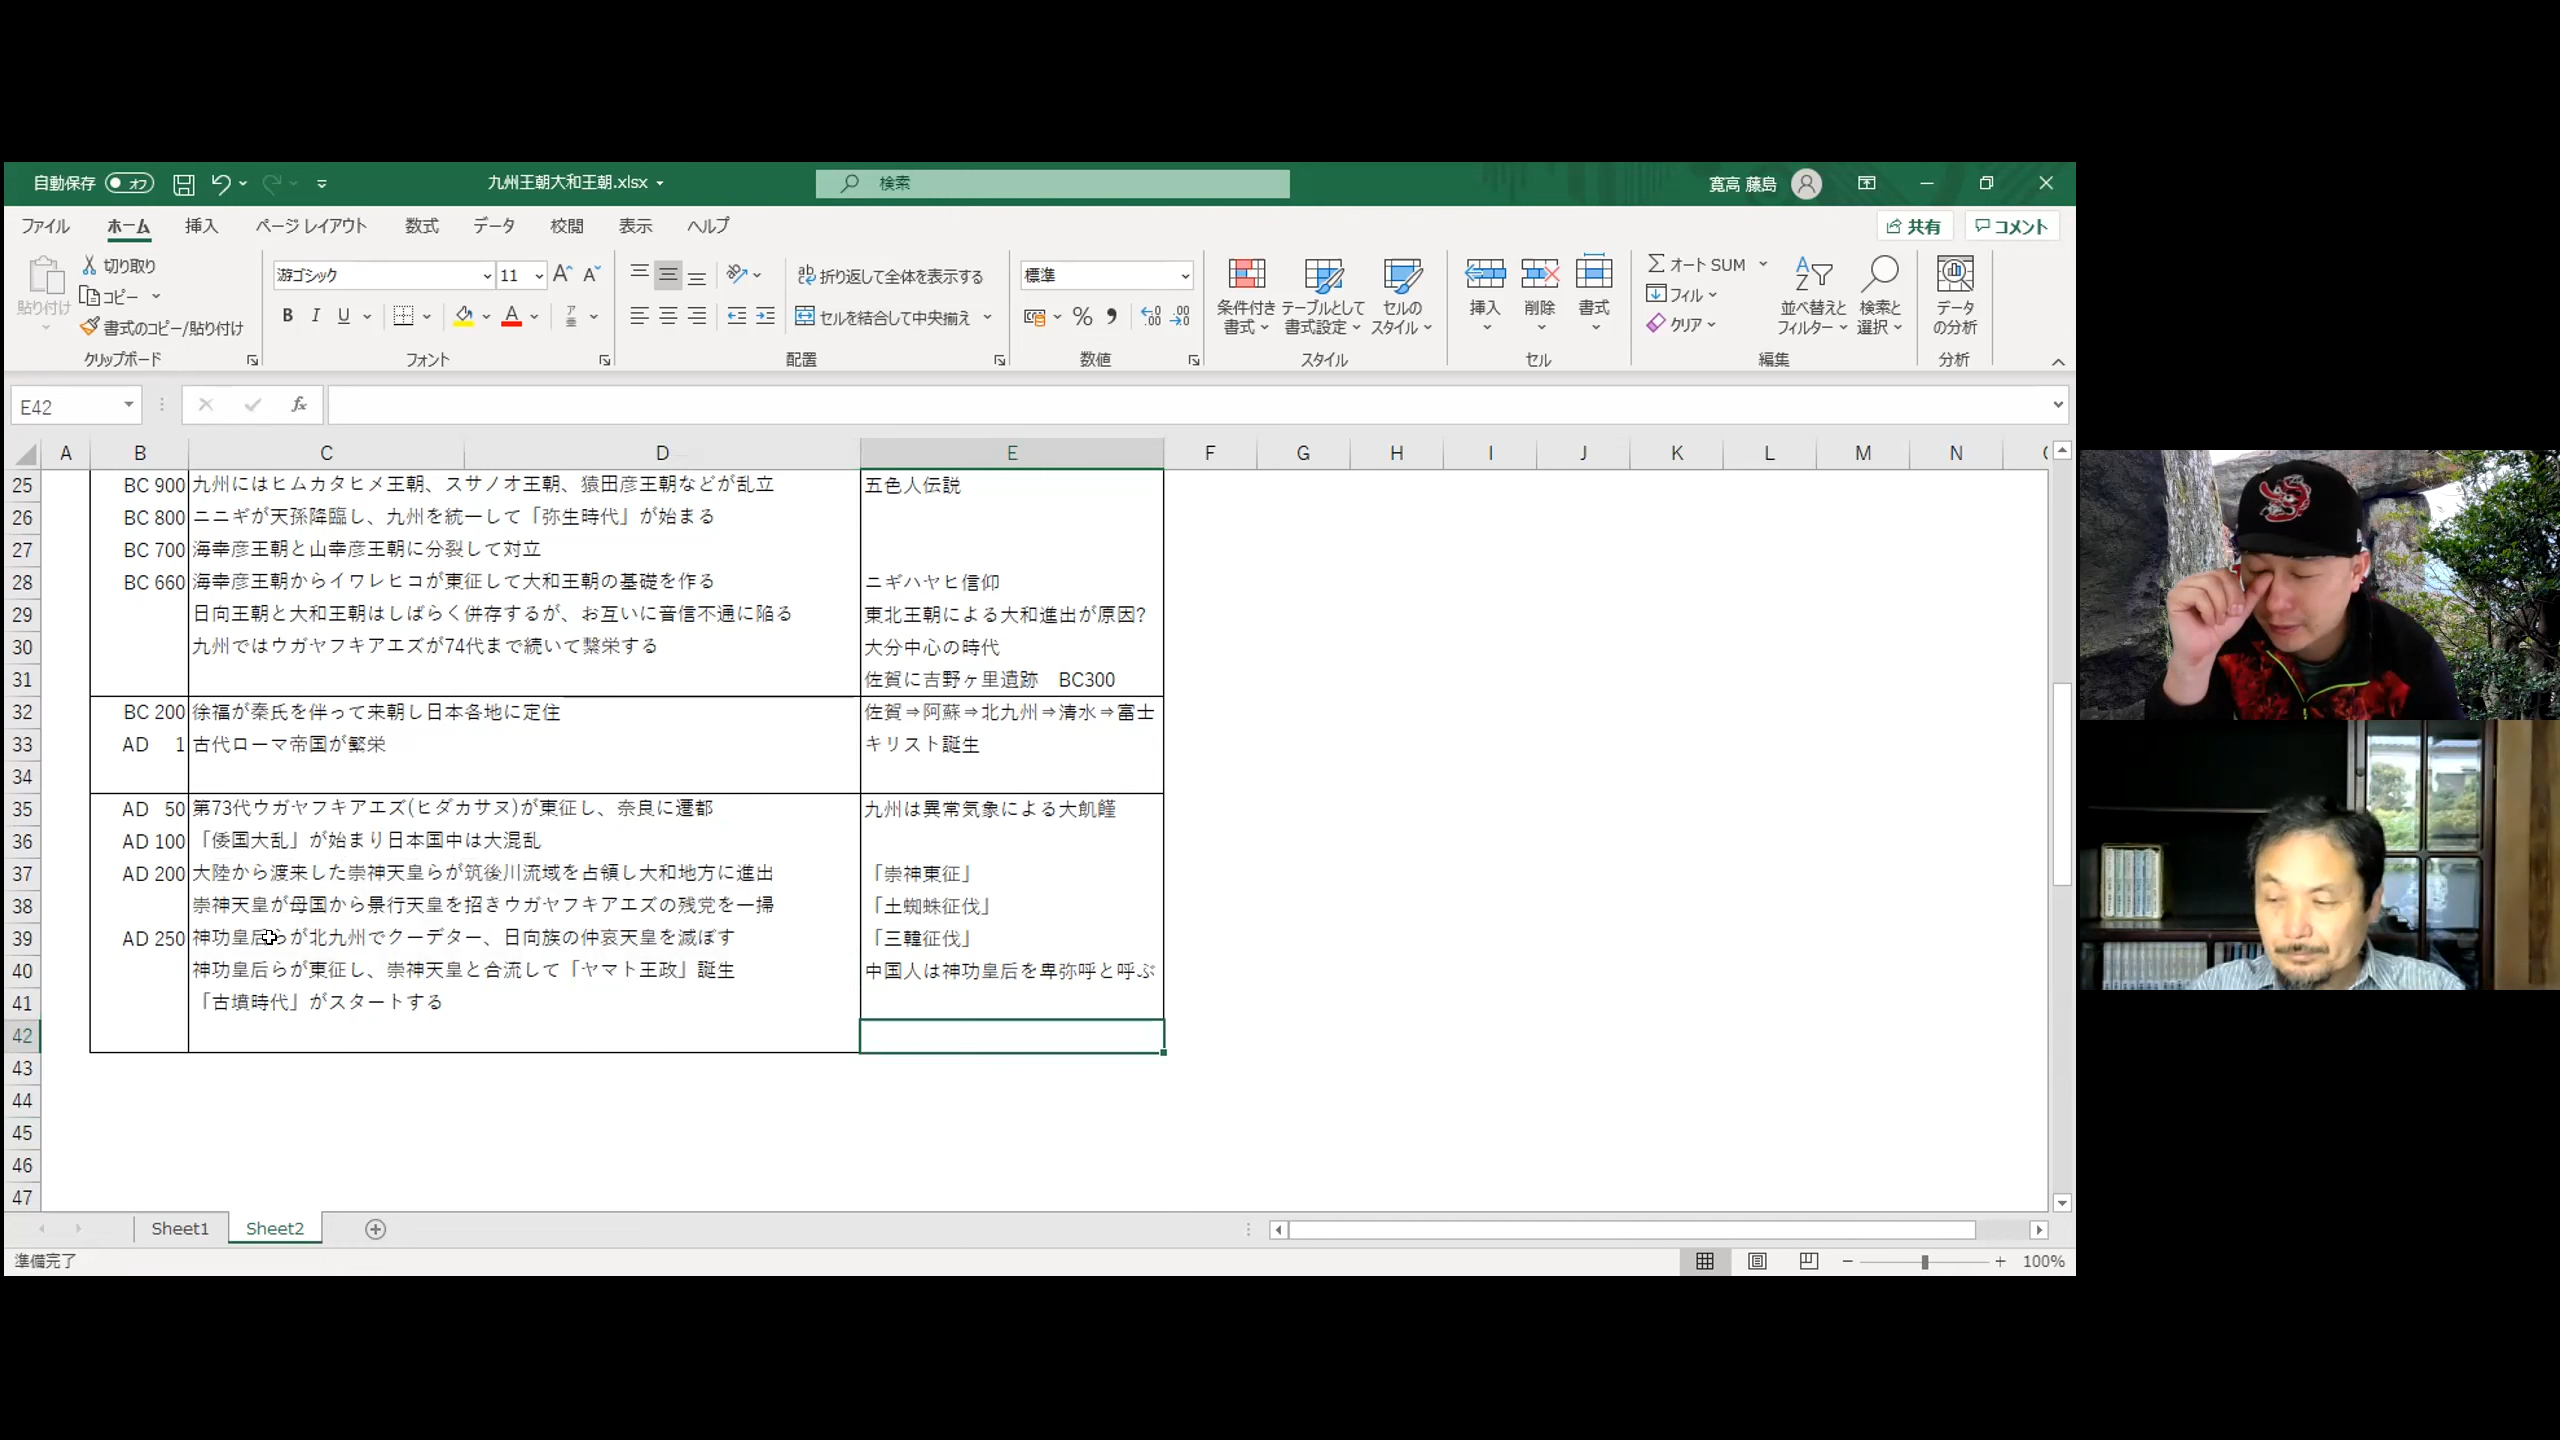 自動保存 オフ 九州王朝大和王朝.xlsx 検索 寛高 藤島
ファイル ホーム 挿入 ページ レイアウト 数式 データ 校閲 表示 ヘルプ 共有 コメント
貼り付け 切り取り コピー 書式のコピー/貼り付け クリップボード
游ゴシック 11 B I U フォント
ab 折り返して全体を表示する セルを結合して中央揃え 配置
標準 % 数値
条件付き書式 テーブルとして書式設定 セルのスタイル スタイル
挿入 削除 書式 セル
Σ オート SUM フィル クリア 並べ替えとフィルター 検索と選択 編集
データの分析 分析
E42 fx
A B C D E F G H I J K L M N
25 BC 900 九州にはヒムカタヒメ王朝、スサノオ王朝、猿田彦王朝などが乱立 五色人伝説
26 BC 800 ニニギが天孫降臨し、九州を統一して「弥生時代」が始まる
27 BC 700 海幸彦王朝と山幸彦王朝に分裂して対立
28 BC 660 海幸彦王朝からイワレヒコが東征して大和王朝の基礎を作る ニギハヤヒ信仰
29 日向王朝と大和王朝はしばらく併存するが、お互いに音信不通に陥る 東北王朝による大和進出が原因?
30 九州ではウガヤフキアエズが74代まで続いて繁栄する 大分中心の時代
31 佐賀に吉野ヶ里遺跡 BC300
32 BC 200 徐福が秦氏を伴って来朝し日本各地に定住 佐賀⇒阿蘇⇒北九州⇒清水⇒富士
33 AD 1 古代ローマ帝国が繁栄 キリスト誕生
34
35 AD 50 第73代ウガヤフキアエズ(ヒダカサヌ)が東征し、奈良に遷都 九州は異常気象による大飢饉
36 AD 100 「倭国大乱」が始まり日本国中は大混乱
37 AD 200 大陸から渡来した崇神天皇らが筑後川流域を占領し大和地方に進出 「崇神東征」
38 崇神天皇が母国から景行天皇を招きウガヤフキアエズの残党を一掃 「土蜘蛛征伐」
39 AD 250 神功皇后らが北九州でクーデター、日向族の仲哀天皇を滅ぼす 「三韓征伐」
40 神功皇后らが東征し、崇神天皇と合流して「ヤマト王政」誕生 中国人は神功皇后を卑弥呼と呼ぶ
41 「古墳時代」がスタートする
42
43
44
45
46
47
Sheet1 Sheet2
準備完了 100%